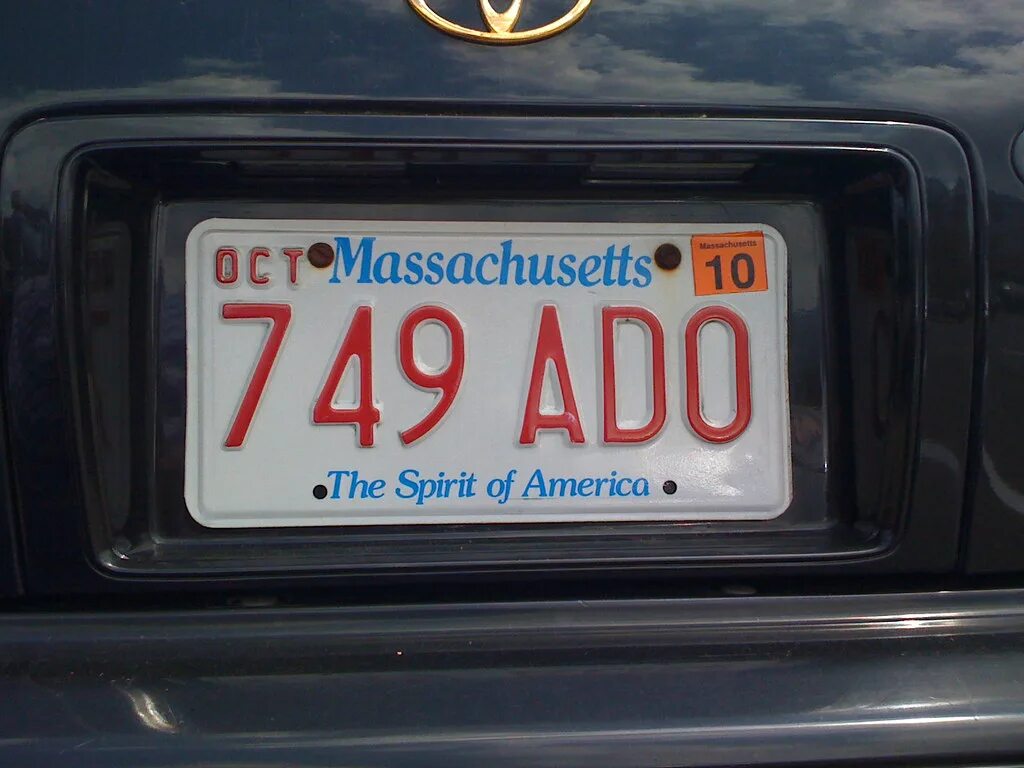 OCT Massachusetts
Massachusetts
10
749 ADO
The Spirit of America